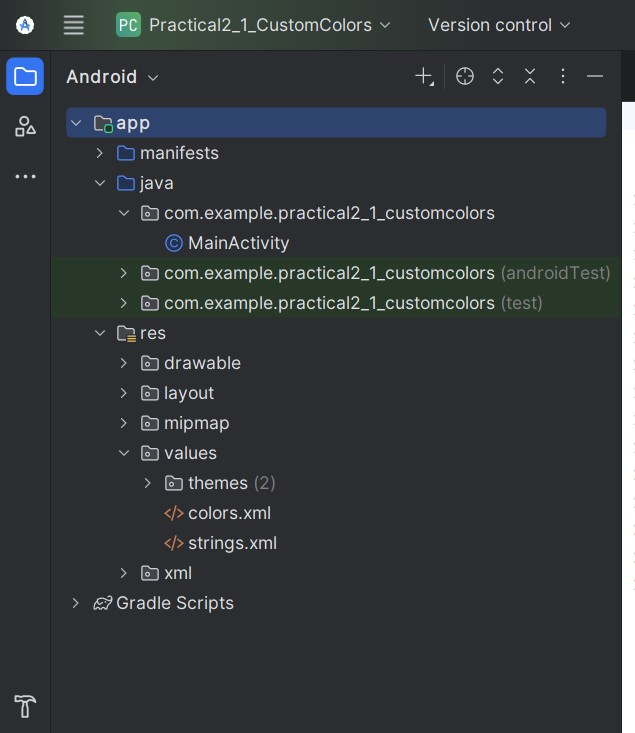 PC Practical2_1_CustomColors Version control
Android
app
manifests
java
com.example.practical2_1_customcolors
MainActivity
com.example.practical2_1_customcolors (androidTest)
com.example.practical2_1_customcolors (test)
res
drawable
layout
mipmap
values
themes (2)
colors.xml
strings.xml
xml
Gradle Scripts